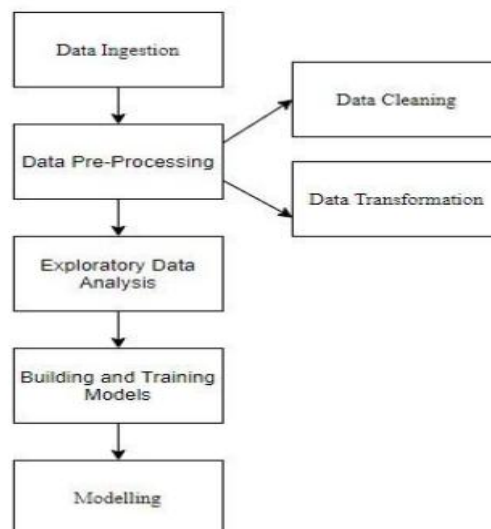 Data Ingestion
Data Cleaning
Data Pre-Processing
Data Transformation
Exploratory Data
Analysis
Building and Training
Models
Modelling